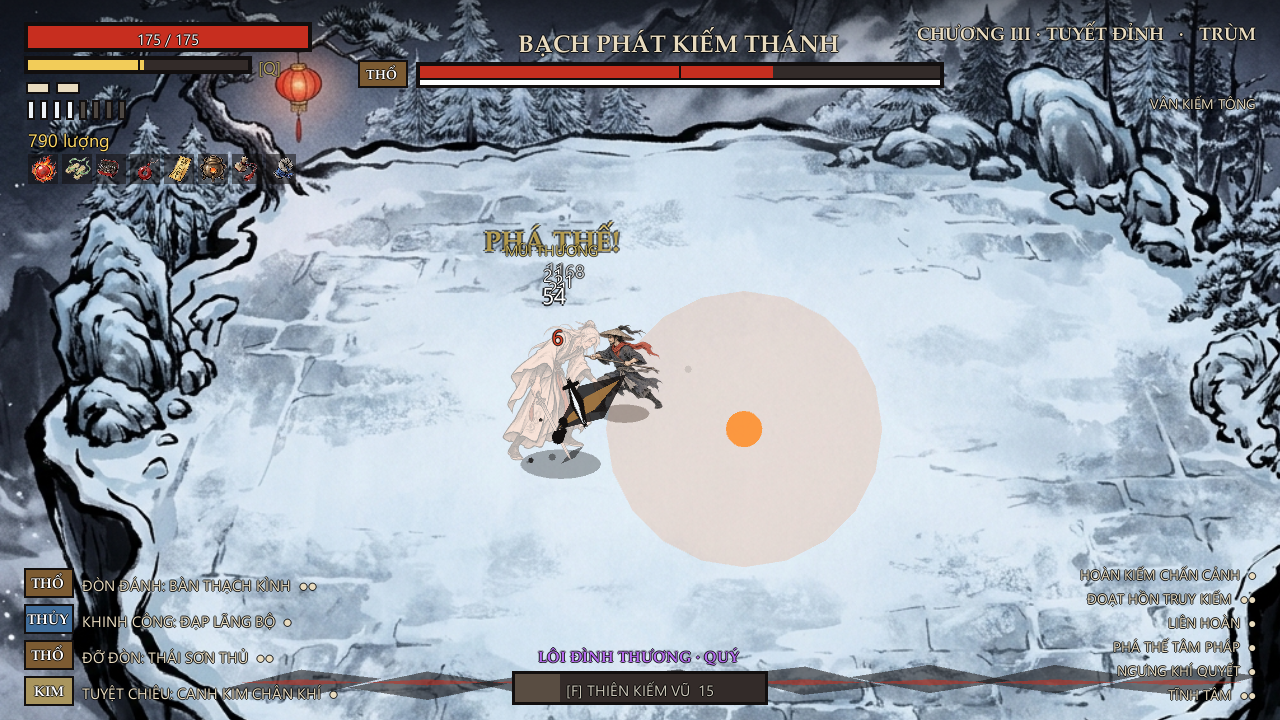 175 / 175
[Q]
790 lượng
THỔ
BẠCH PHÁT KIẾM THÁNH
CHƯƠNG III · TUYẾT ĐỈNH · TRÙM
VÂN KIẾM TÔNG
PHÁ THẾ!
54
6
THỔ ĐÒN ĐÁNH: BÀN THẠCH KÌNH
THỦY KHINH CÔNG: ĐẠP LÃNG BỘ
THỔ ĐỠ ĐÒN: THÁI SƠN THỦ
KIM TUYỆT CHIÊU: CANH KIM CHẤN KHÍ
LÔI ĐÌNH THƯƠNG · QUÝ
[F] THIÊN KIẾM VŨ 15
HOÀN KIẾM CHẤN CẢNH
ĐOẠT HỒN TRUY KIẾM
LIÊN HOÀN
PHÁ THẾ TÂM PHÁP
NGƯNG KHÍ QUYẾT
TĨNH TÂM